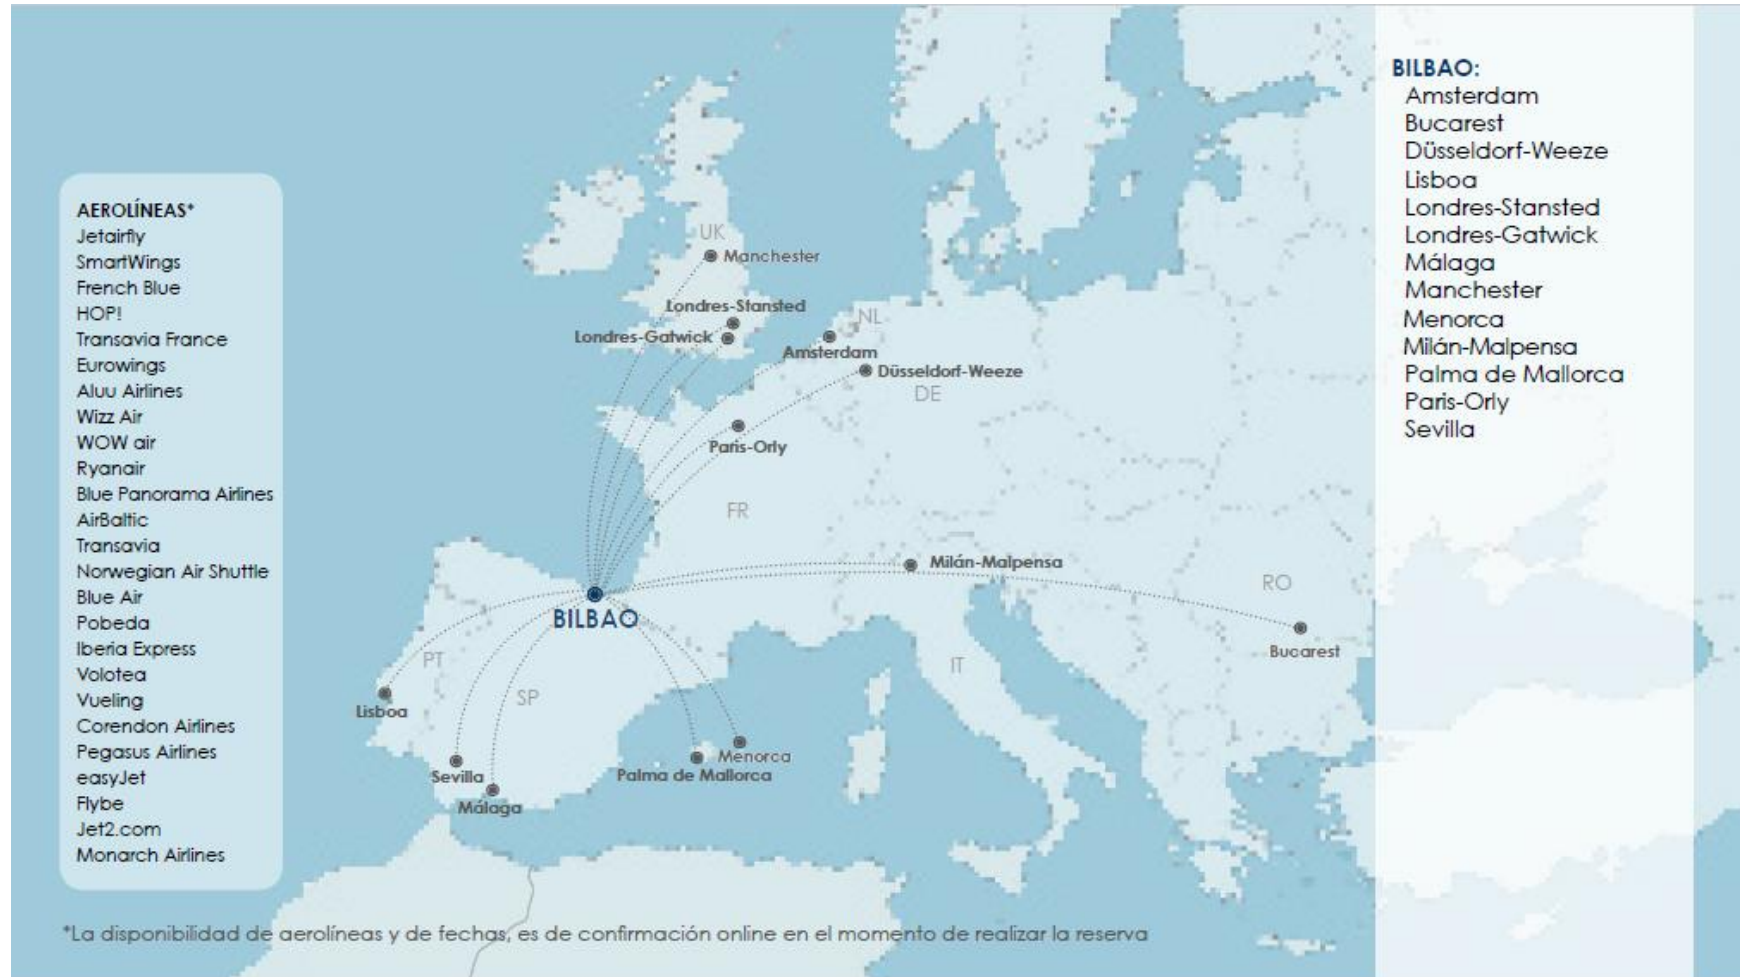 AEROLÍNEAS*
Jetairfly
SmartWings
French Blue
HOP!
Transavia France
Eurowings
Aluu Airlines
Wizz Air
WOW air
Ryanair
Blue Panorama Airlines
AirBaltic
Transavia
Norwegian Air Shuttle
Blue Air
Pobeda
Iberia Express
Volotea
Vueling
Corendon Airlines
Pegasus Airlines
easyJet
Flybe
Jet2.com
Monarch Airlines
UK
Manchester
Londres-Stansted
Londres-Gatwick
NL
Amsterdam
Düsseldorf-Weeze
DE
Paris-Orly
FR
Milán-Malpensa
RO
BILBAO
Bucarest
PT
IT
SP
Lisboa
Menorca
Sevilla
Palma de Mallorca
Málaga
BILBAO:
Amsterdam
Bucarest
Düsseldorf-Weeze
Lisboa
Londres-Stansted
Londres-Gatwick
Málaga
Manchester
Menorca
Milán-Malpensa
Palma de Mallorca
Paris-Orly
Sevilla
*La disponibilidad de aerolíneas y de fechas, es de confirmación online en el momento de realizar la reserva